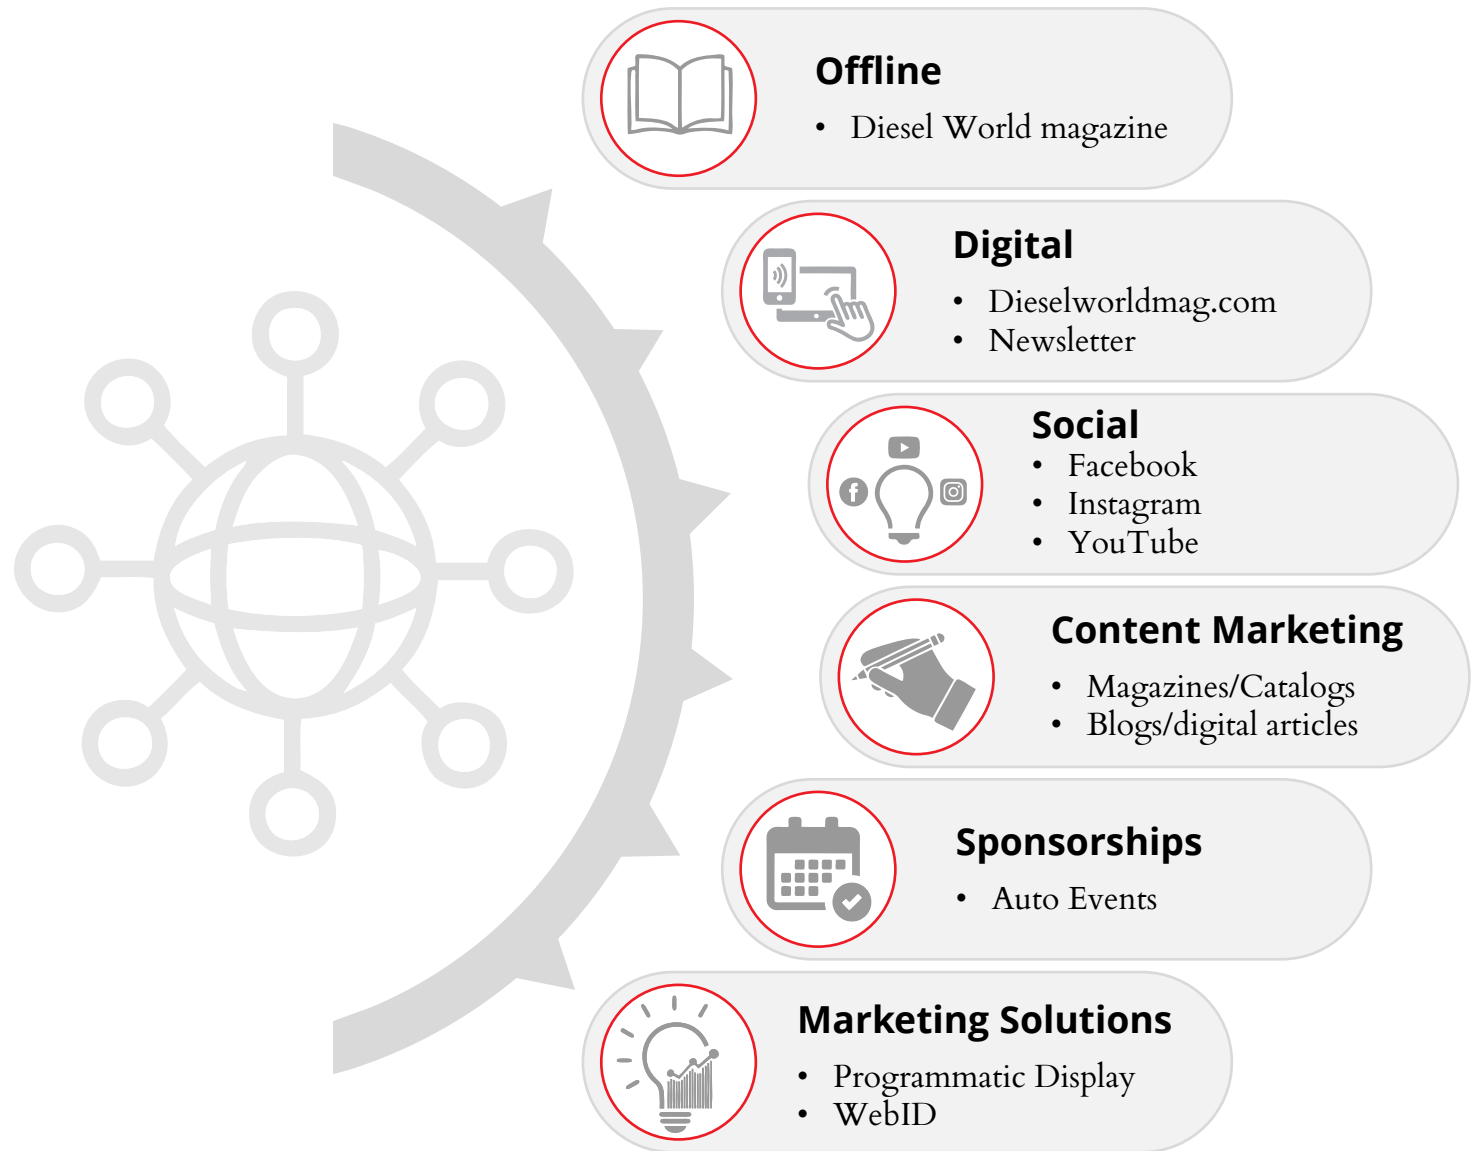 Offline
• Diesel World magazine
Digital
• Dieselworldmag.com
• Newsletter
Social
• Facebook
• Instagram
• YouTube
Content Marketing
• Magazines/Catalogs
• Blogs/digital articles
Sponsorships
• Auto Events
Marketing Solutions
• Programmatic Display
• WebID